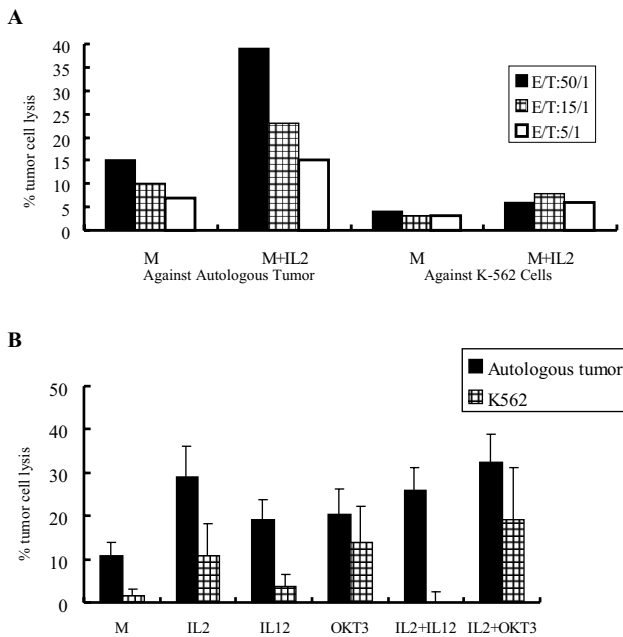 A
% tumor cell lysis
40
35
30
25
20
15
10
5
0
E/T:50/1
E/T:15/1
E/T:5/1
M M+IL2 M M+IL2
Against Autologous Tumor Against K-562 Cells
B
Autologous tumor
K562
% tumor cell lysis
50
40
30
20
10
0
M IL2 IL12 OKT3 IL2+IL12 IL2+OKT3